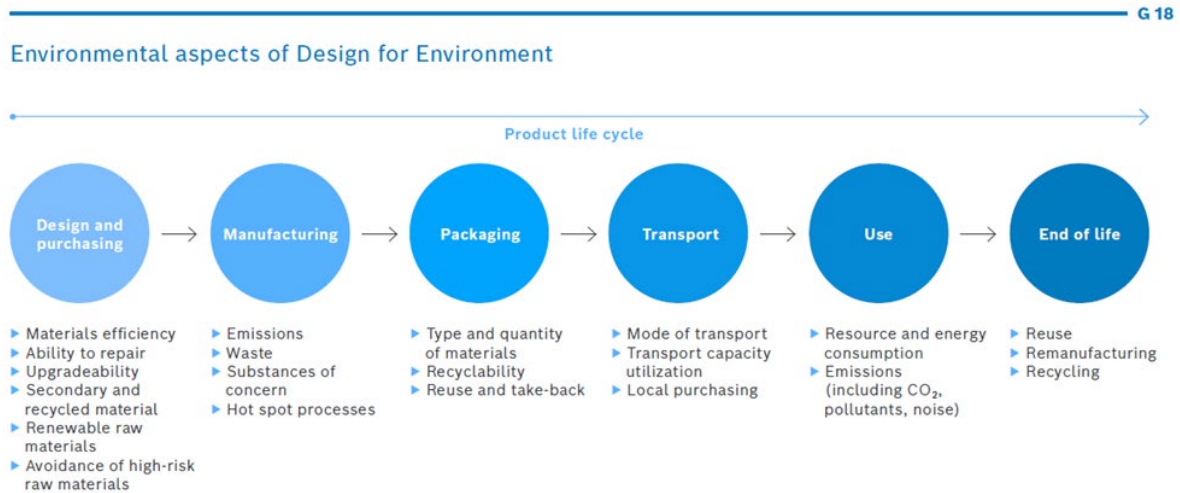 G 18
Environmental aspects of Design for Environment
Product life cycle
Design and
purchasing
Manufacturing
Packaging
Transport
Use
End of life
Materials efficiency
Ability to repair
Upgradeability
Secondary and
recycled material
Renewable raw
materials
Avoidance of high-risk
raw materials
Emissions
Waste
Substances of
concern
Hot spot processes
Type and quantity
of materials
Recyclability
Reuse and take-back
Mode of transport
Transport capacity
utilization
Local purchasing
Resource and energy
consumption
Emissions
(including CO₂,
pollutants, noise)
Reuse
Remanufacturing
Recycling